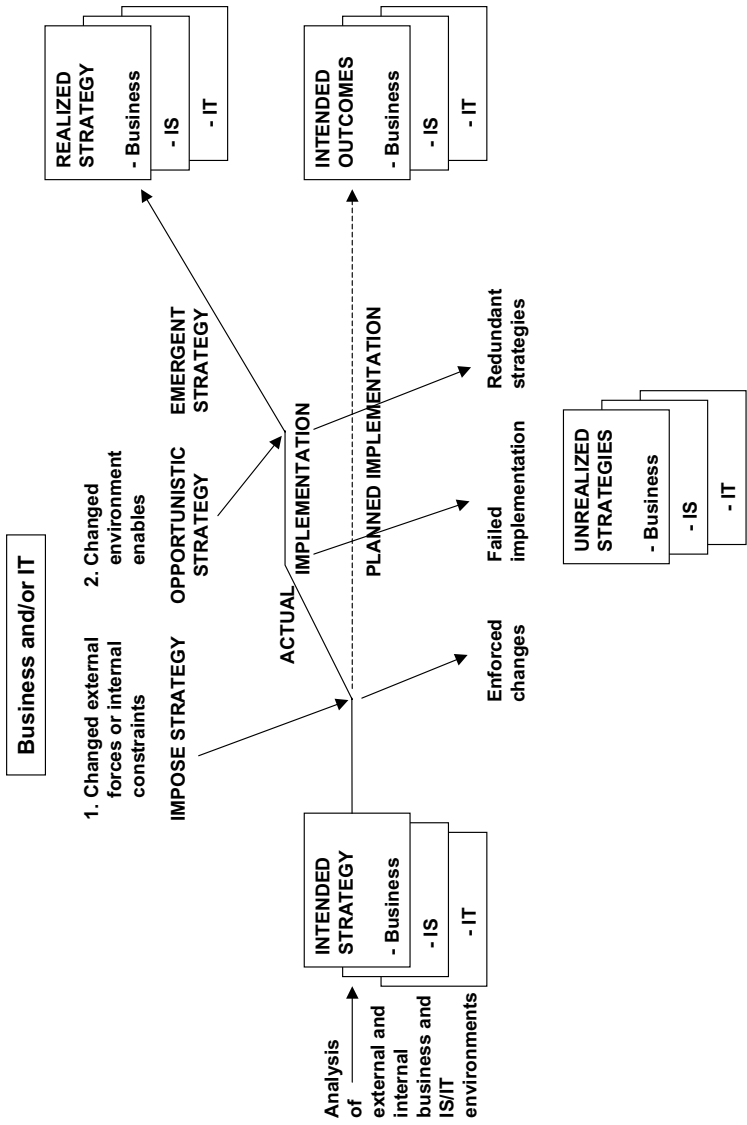 Business and/or IT
1. Changed external
forces or internal
constraints
IMPOSE STRATEGY
2. Changed
environment
enables
OPPORTUNISTIC
STRATEGY
EMERGENT
STRATEGY
REALIZED
STRATEGY
- Business
- IS
- IT
ACTUAL
IMPLEMENTATION
Analysis
of
external and
internal
business and
IS/IT
environments
INTENDED
STRATEGY
- Business
- IS
- IT
PLANNED IMPLEMENTATION
INTENDED
OUTCOMES
- Business
- IS
- IT
Enforced
changes
Failed
implementation
Redundant
strategies
UNREALIZED
STRATEGIES
- Business
- IS
- IT